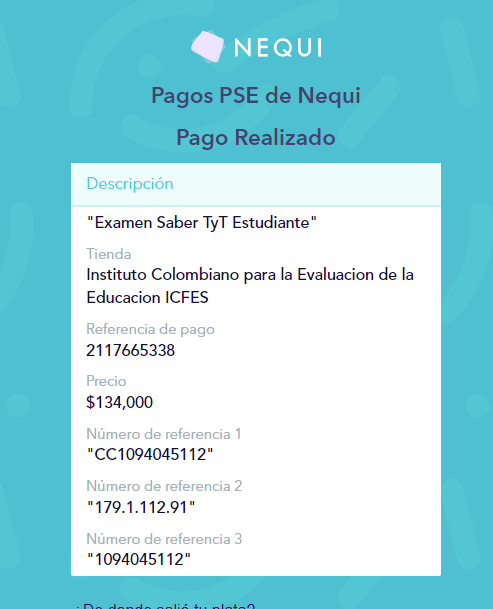 NEQUI
Pagos PSE de Nequi
Pago Realizado
Descripción
"Examen Saber TyT Estudiante"
Tienda
Instituto Colombiano para la Evaluacion de la
Educacion ICFES
Referencia de pago
2117665338
Precio
$134,000
Número de referencia 1
"CC1094045112"
Número de referencia 2
"179.1.112.91"
Número de referencia 3
"1094045112"
¿De donde salió tu plata?